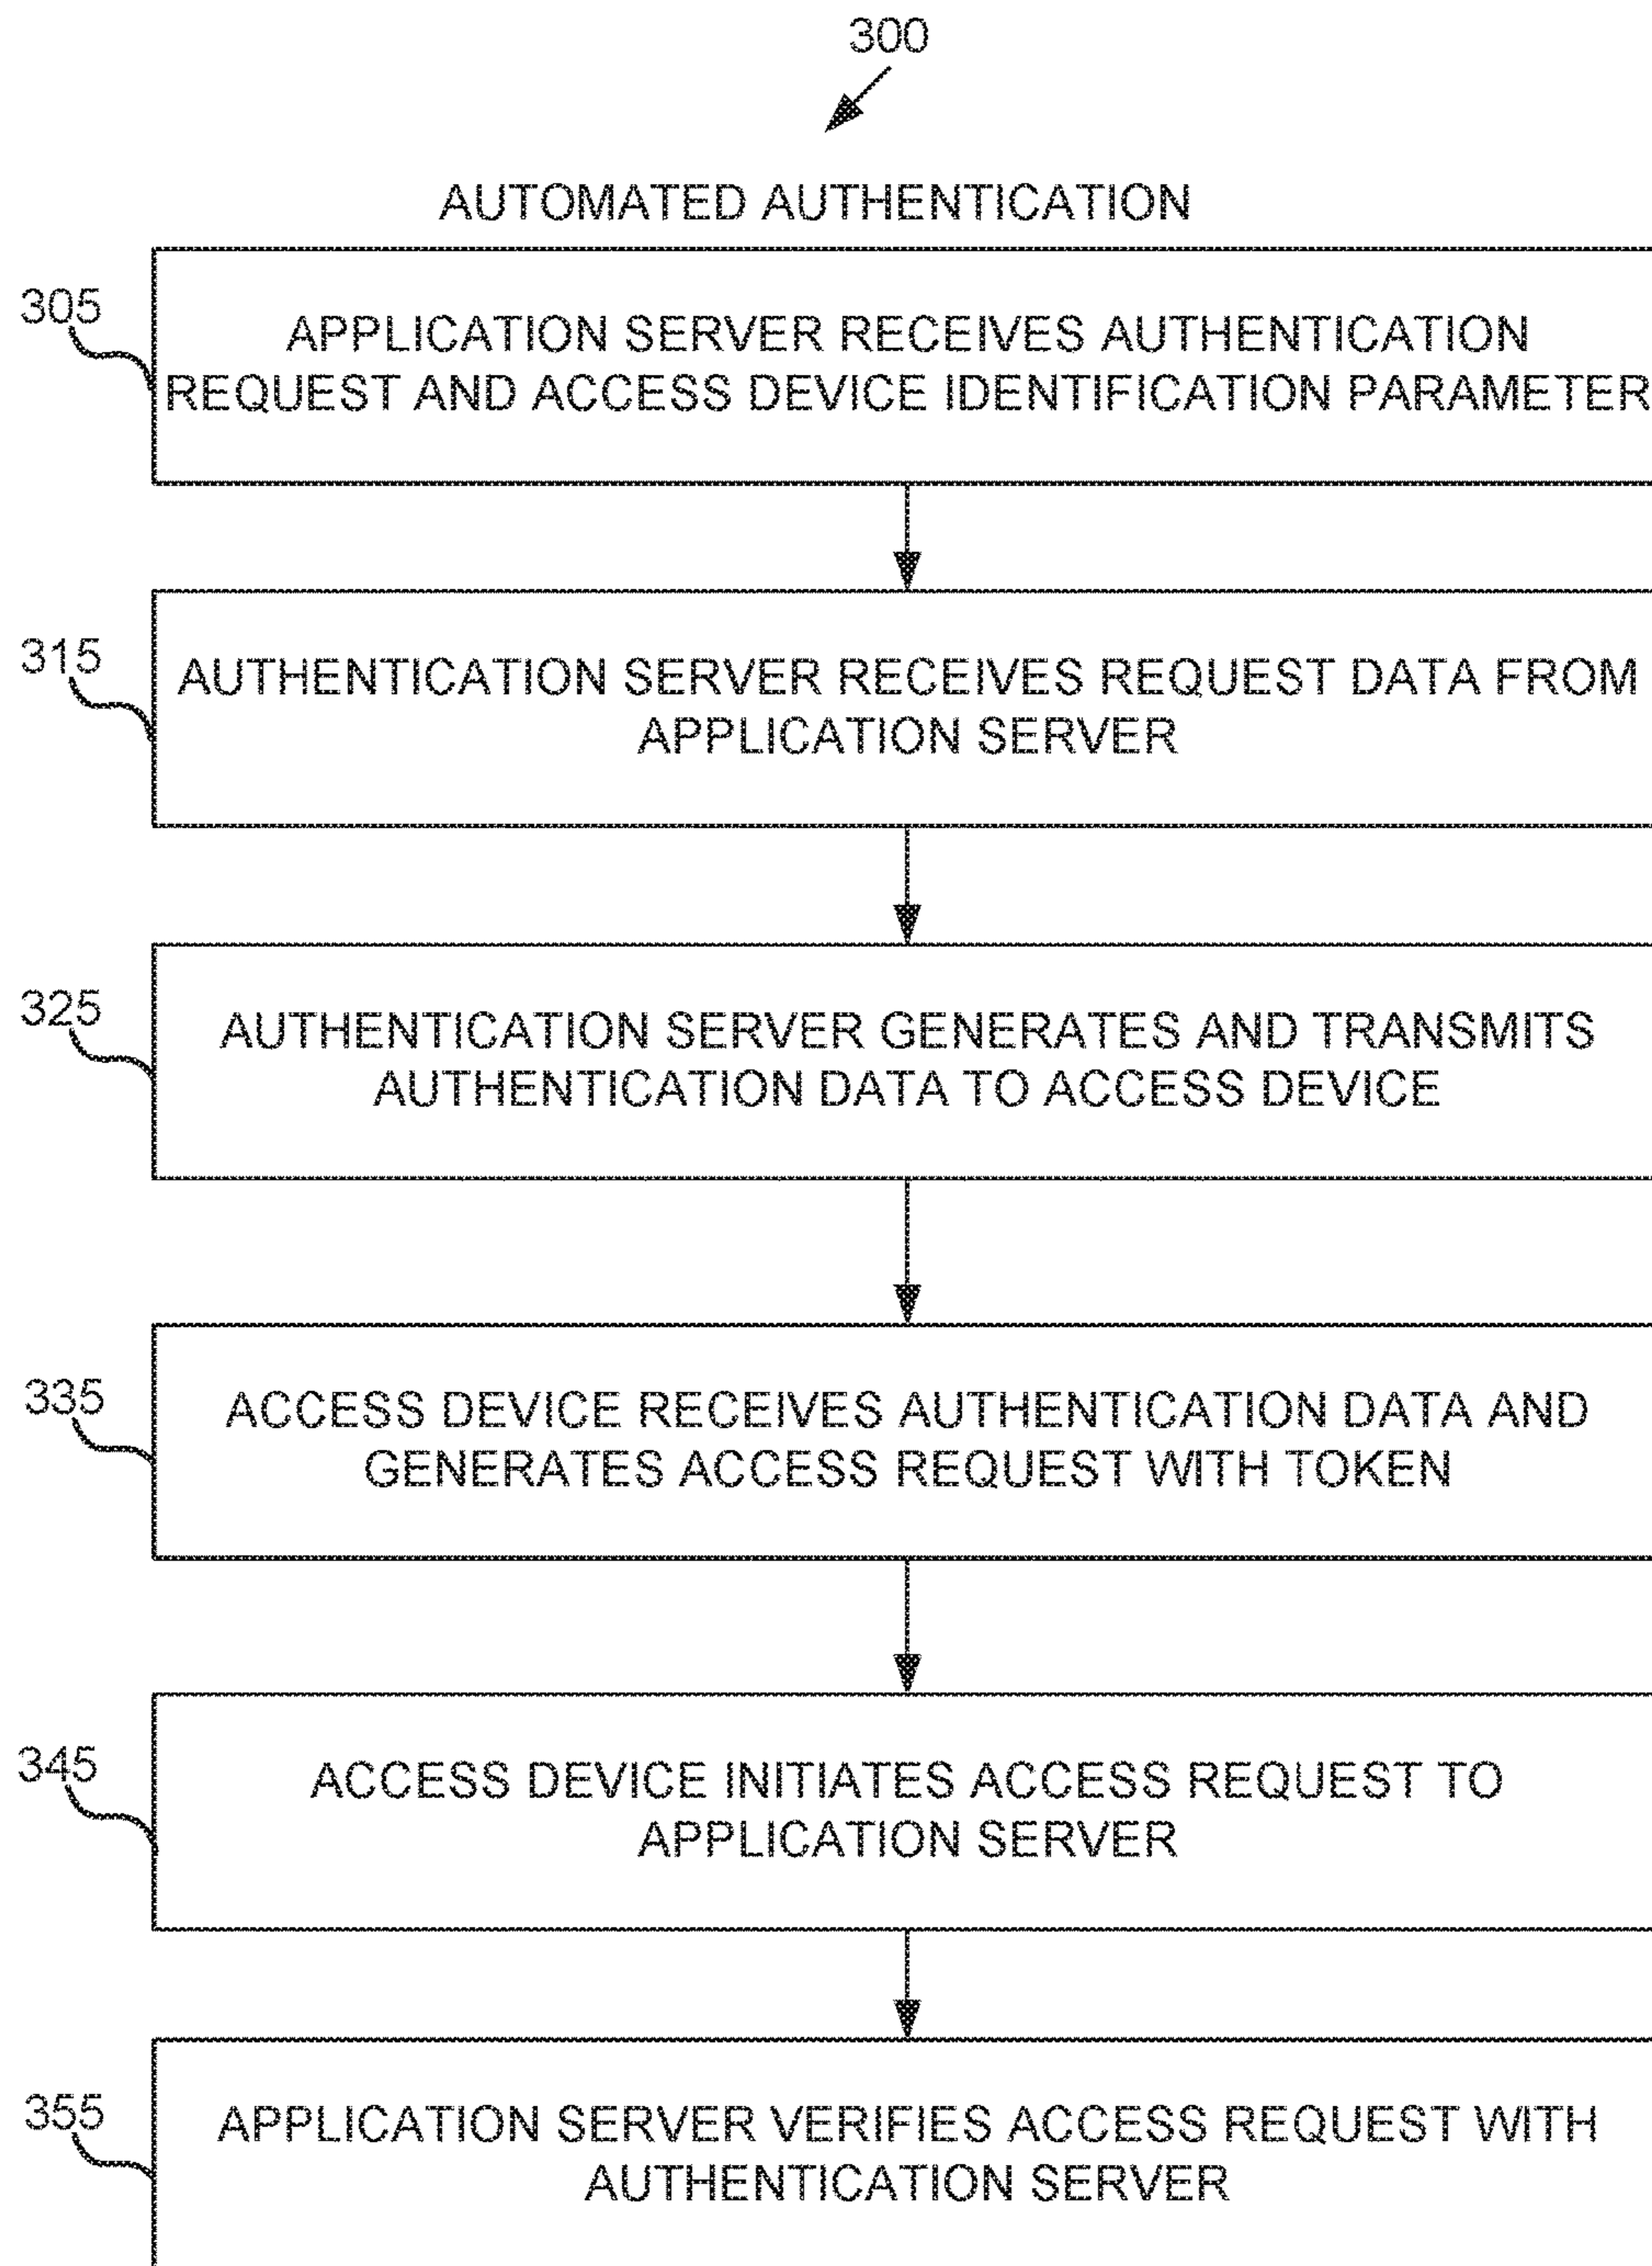 300
AUTOMATED AUTHENTICATION
305
APPLICATION SERVER RECEIVES AUTHENTICATION
REQUEST AND ACCESS DEVICE IDENTIFICATION PARAMETER
315
AUTHENTICATION SERVER RECEIVES REQUEST DATA FROM
APPLICATION SERVER
325
AUTHENTICATION SERVER GENERATES AND TRANSMITS
AUTHENTICATION DATA TO ACCESS DEVICE
335
ACCESS DEVICE RECEIVES AUTHENTICATION DATA AND
GENERATES ACCESS REQUEST WITH TOKEN
345
ACCESS DEVICE INITIATES ACCESS REQUEST TO
APPLICATION SERVER
355
APPLICATION SERVER VERIFIES ACCESS REQUEST WITH
AUTHENTICATION SERVER